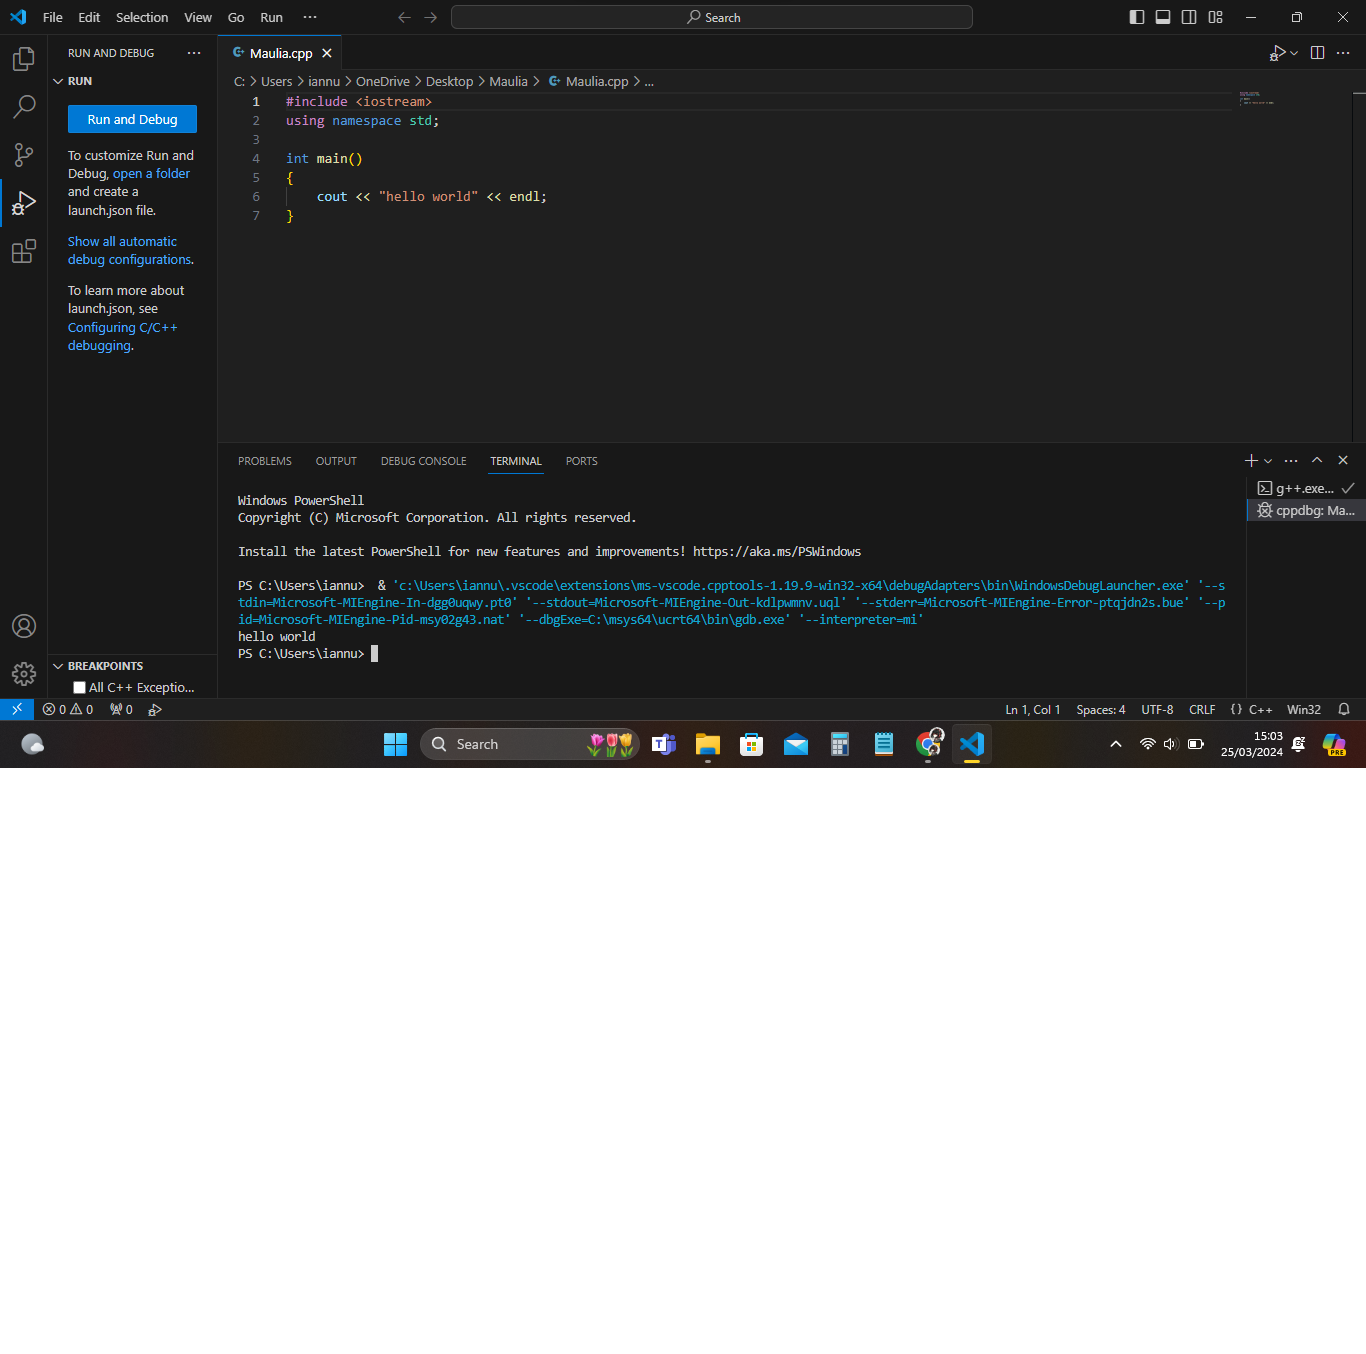 File Edit Selection View Go Run ··· Search
RUN AND DEBUG ···
RUN
Run and Debug
To customize Run and
Debug, open a folder
and create a
launch.json file.
Show all automatic
debug configurations.
To learn more about
launch.json, see
Configuring C/C++
debugging.
BREAKPOINTS
All C++ Exceptio...
Maulia.cpp
C: > Users > iannu > OneDrive > Desktop > Maulia > Maulia.cpp > ...
1 #include <iostream>
2 using namespace std;
3
4 int main()
5 {
6 cout << "hello world" << endl;
7 }
PROBLEMS OUTPUT DEBUG CONSOLE TERMINAL PORTS
g++.exe...
cppdbg: Ma...
Windows PowerShell
Copyright (C) Microsoft Corporation. All rights reserved.
Install the latest PowerShell for new features and improvements! https://aka.ms/PSWindows
PS C:\Users\iannu>  & 'c:\Users\iannu\.vscode\extensions\ms-vscode.cpptools-1.19.9-win32-x64\debugAdapters\bin\WindowsDebugLauncher.exe' '--s
tdin=Microsoft-MIEngine-In-dgg0uqwy.pt0' '--stdout=Microsoft-MIEngine-Out-kdlpwmnv.uql' '--stderr=Microsoft-MIEngine-Error-ptqjdn2s.bue' '--p
id=Microsoft-MIEngine-Pid-msy02g43.nat' '--dbgExe=C:\msys64\ucrt64\bin\gdb.exe' '--interpreter=mi'
hello world
PS C:\Users\iannu>
0 0 0 Ln 1, Col 1 Spaces: 4 UTF-8 CRLF {} C++ Win32
Search 15:03
25/03/2024
PRE